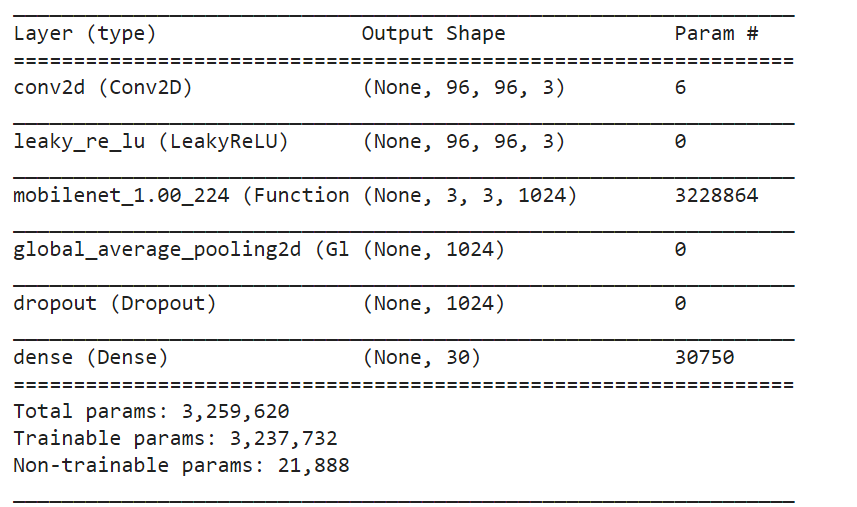 _________________________________________________________________
Layer (type)                 Output Shape              Param #
=================================================================
conv2d (Conv2D)              (None, 96, 96, 3)         6
_________________________________________________________________
leaky_re_lu (LeakyReLU)      (None, 96, 96, 3)         0
_________________________________________________________________
mobilenet_1.00_224 (Function (None, 3, 3, 1024)        3228864
_________________________________________________________________
global_average_pooling2d (Gl (None, 1024)              0
_________________________________________________________________
dropout (Dropout)            (None, 1024)              0
_________________________________________________________________
dense (Dense)                (None, 30)                30750
=================================================================
Total params: 3,259,620
Trainable params: 3,237,732
Non-trainable params: 21,888
_________________________________________________________________